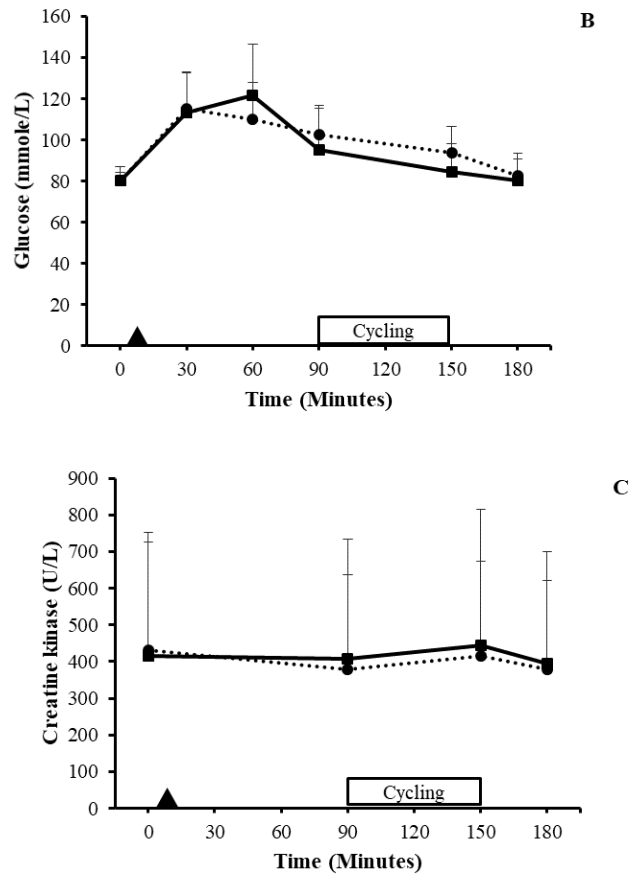 B
160
140
120
100
80
60
40
20
0
Glucose (mmole/L)
Cycling
0 30 60 90 120 150 180
Time (Minutes)
C
900
800
700
600
500
400
300
200
100
0
Creatine kinase (U/L)
Cycling
0 30 60 90 120 150 180
Time (Minutes)